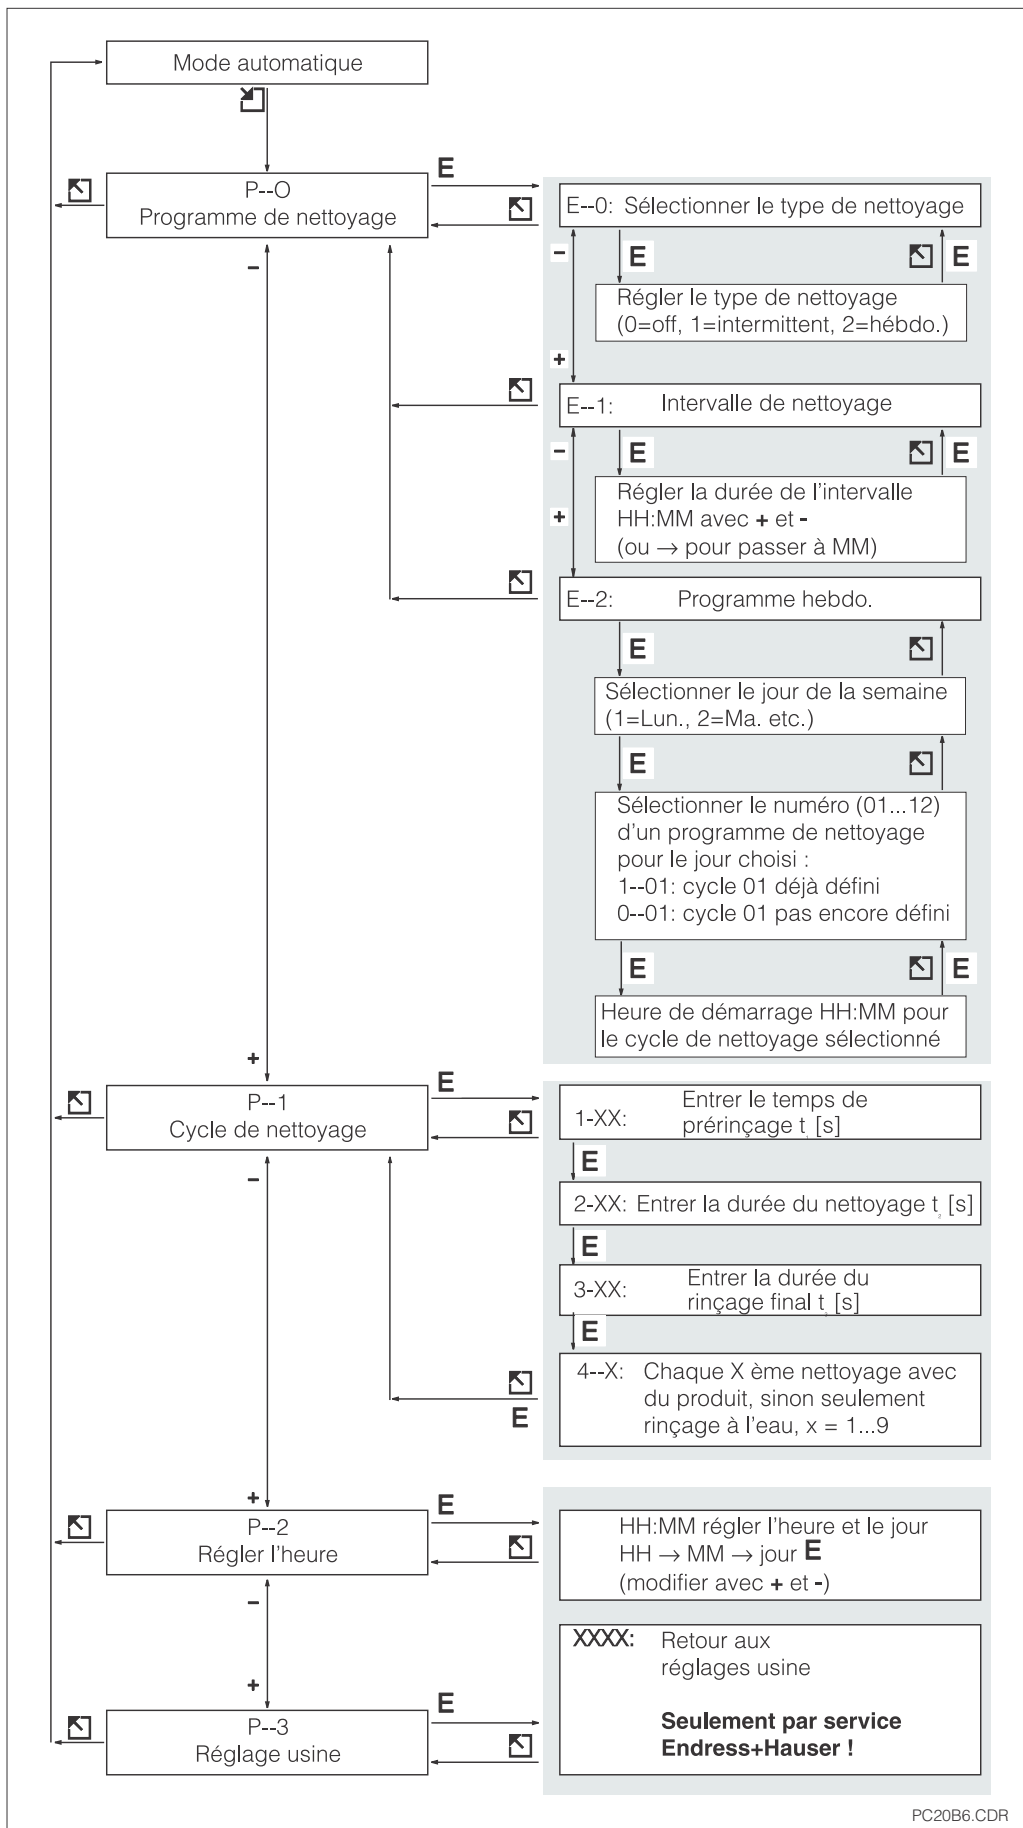 Mode automatique
P--O
Programme de nettoyage
E
E--0: Sélectionner le type de nettoyage
-
E
E
Régler le type de nettoyage
(0=off, 1=intermittent, 2=hébdo.)
+
E--1: Intervalle de nettoyage
-
E
E
Régler la durée de l'intervalle
HH:MM avec + et -
(ou → pour passer à MM)
+
E--2: Programme hebdo.
E
Sélectionner le jour de la semaine
(1=Lun., 2=Ma. etc.)
E
Sélectionner le numéro (01...12)
d'un programme de nettoyage
pour le jour choisi :
1--01: cycle 01 déjà défini
0--01: cycle 01 pas encore défini
E
E
Heure de démarrage HH:MM pour
le cycle de nettoyage sélectionné
-
+
P--1
Cycle de nettoyage
E
1-XX: Entrer le temps de
prérinçage t [s]
E
2-XX: Entrer la durée du nettoyage t2 [s]
E
3-XX: Entrer la durée du
rinçage final t [s]
E
4--X: Chaque X ème nettoyage avec
du produit, sinon seulement
rinçage à l'eau, x = 1...9
E
-
+
P--2
Régler l'heure
E
HH:MM régler l'heure et le jour
HH → MM → jour E
(modifier avec + et -)
-
+
P--3
Réglage usine
E
XXXX: Retour aux
réglages usine
Seulement par service
Endress+Hauser !
PC20B6.CDR